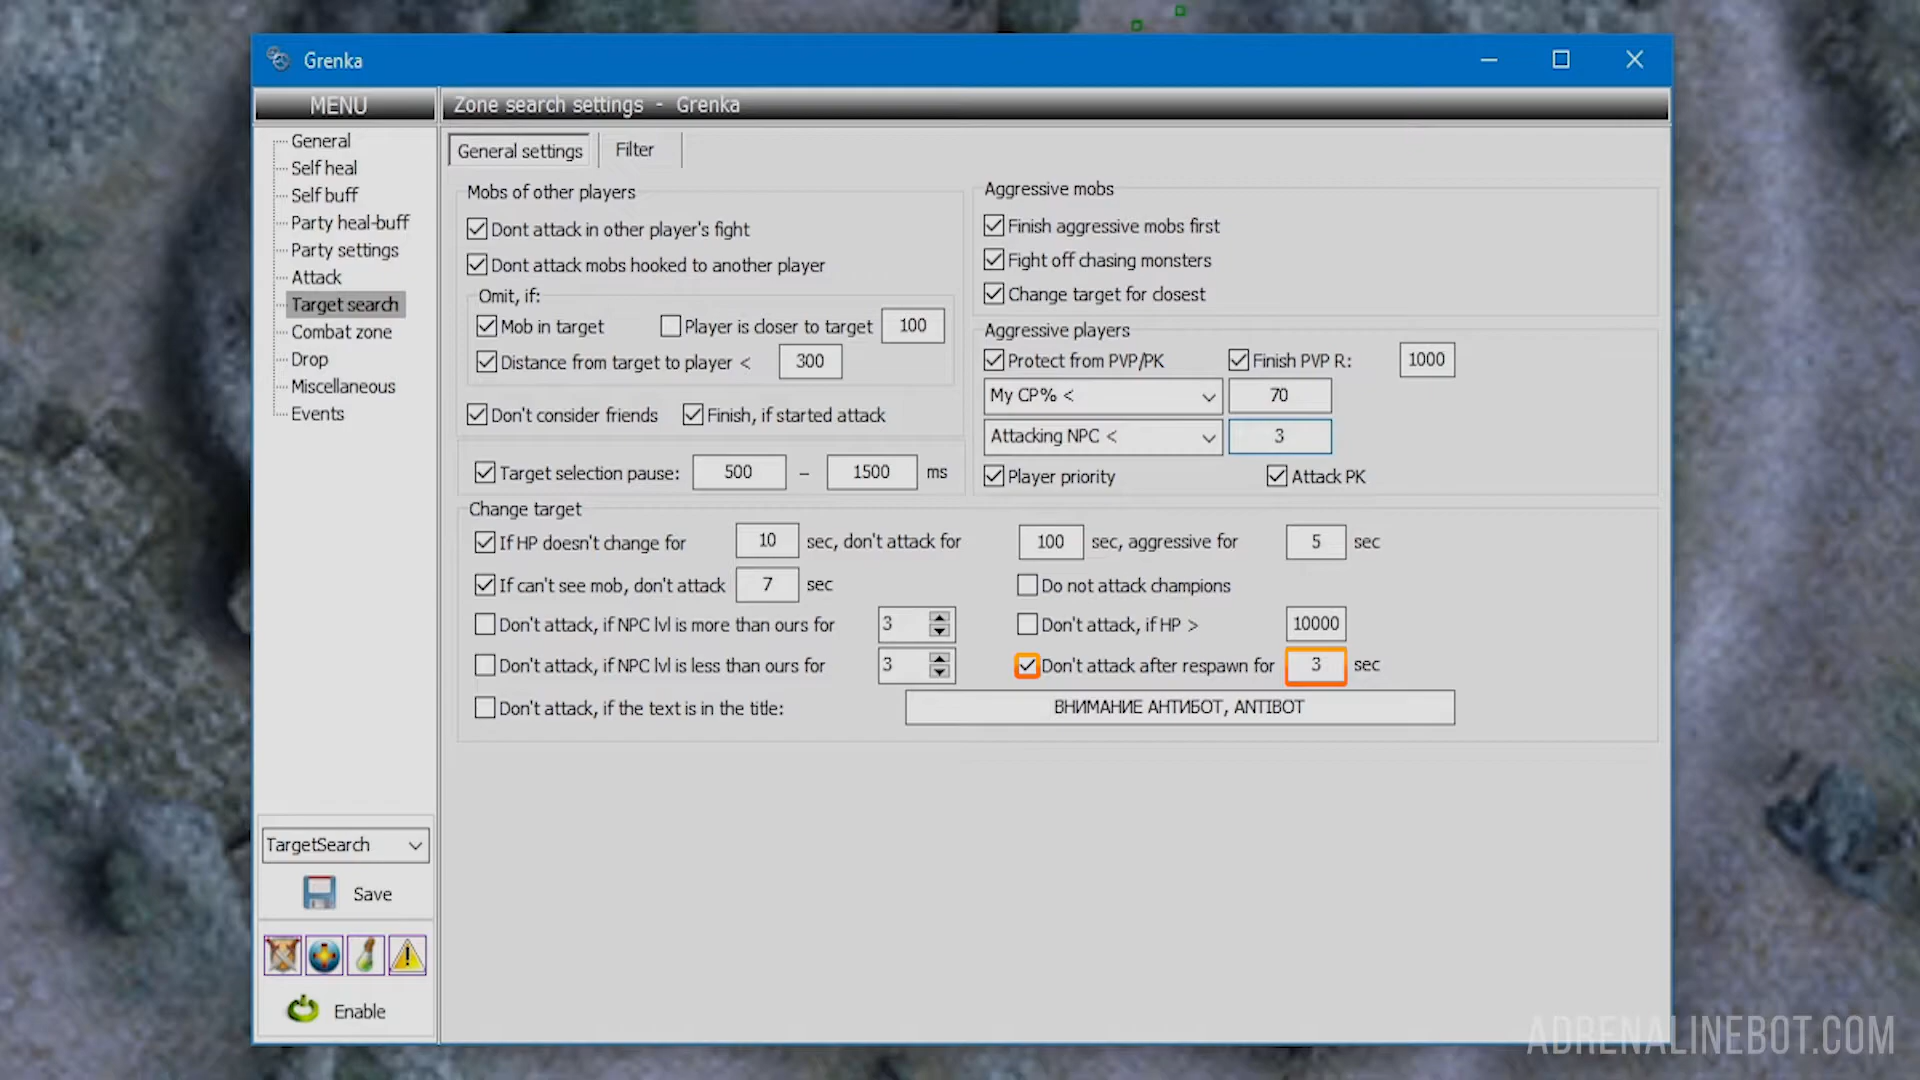 Grenka
MENU
Zone search settings - Grenka
General
Self heal
Self buff
Party heal-buff
Party settings
Attack
Target search
Combat zone
Drop
Miscellaneous
Events
General settings
Filter
Mobs of other players
Dont attack in other player's fight
Dont attack mobs hooked to another player
Omit, if:
Mob in target
Player is closer to target 100
Distance from target to player < 300
Don't consider friends
Finish, if started attack
Target selection pause: 500 - 1500 ms
Aggressive mobs
Finish aggressive mobs first
Fight off chasing monsters
Change target for closest
Aggressive players
Protect from PVP/PK
Finish PVP R: 1000
My CP% < 70
Attacking NPC < 3
Player priority
Attack PK
Change target
If HP doesn't change for 10 sec, don't attack for 100 sec, aggressive for 5 sec
If can't see mob, don't attack 7 sec
Do not attack champions
Don't attack, if NPC lvl is more than ours for 3
Don't attack, if HP > 10000
Don't attack, if NPC lvl is less than ours for 3
Don't attack after respawn for 3 sec
Don't attack, if the text is in the title: ВНИМАНИЕ АНТИБОТ, ANTIBOT
TargetSearch
Save
Enable
ADRENALINEBOT.COM